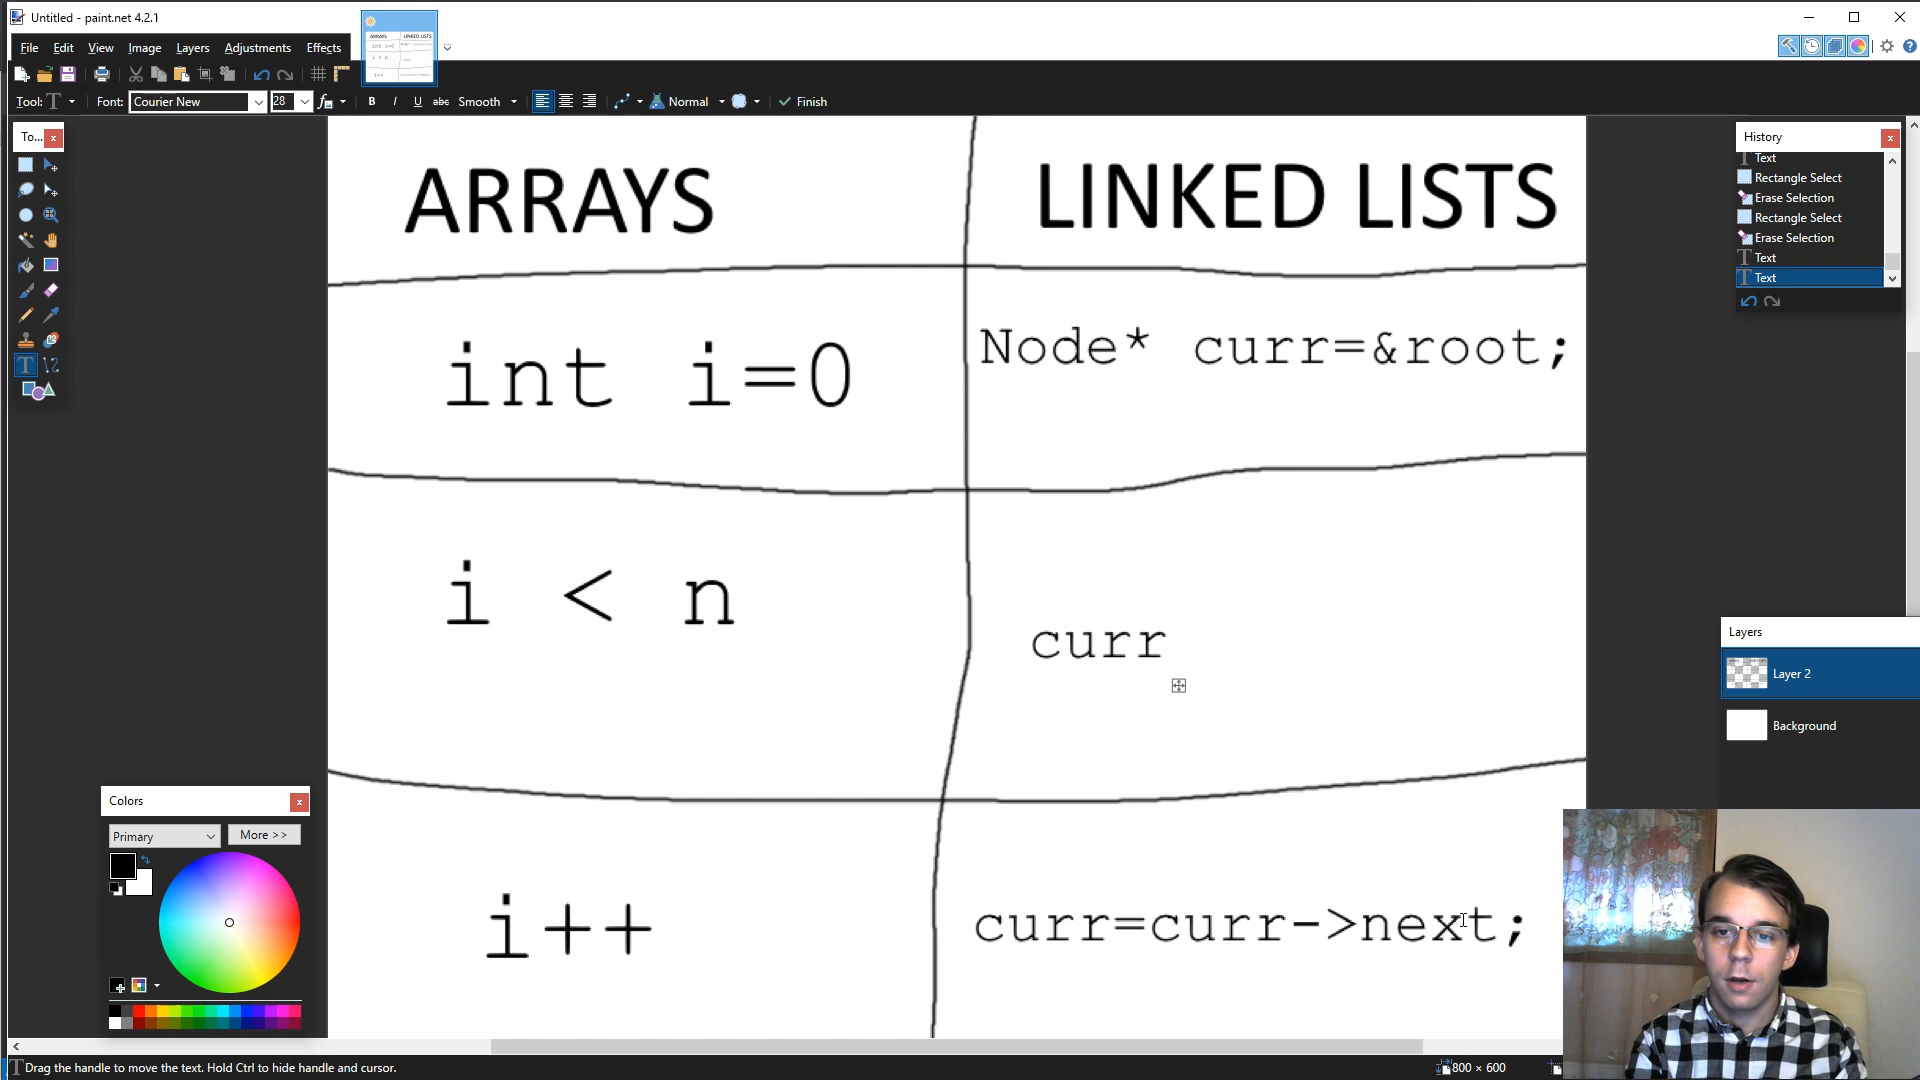 Untitled - paint.net 4.2.1
File Edit View Image Layers Adjustments Effects
Tool: Font: Courier New 28 B I U abc Smooth Normal Finish
To...
History
Text
Rectangle Select
Erase Selection
Rectangle Select
Erase Selection
Text
Text
ARRAYS LINKED LISTS
int i=0 Node* curr=&root;
i < n curr
i++ curr=curr->next;
Layers
Layer 2
Background
Colors
Primary More >>
Drag the handle to move the text. Hold Ctrl to hide handle and cursor.
800 × 600